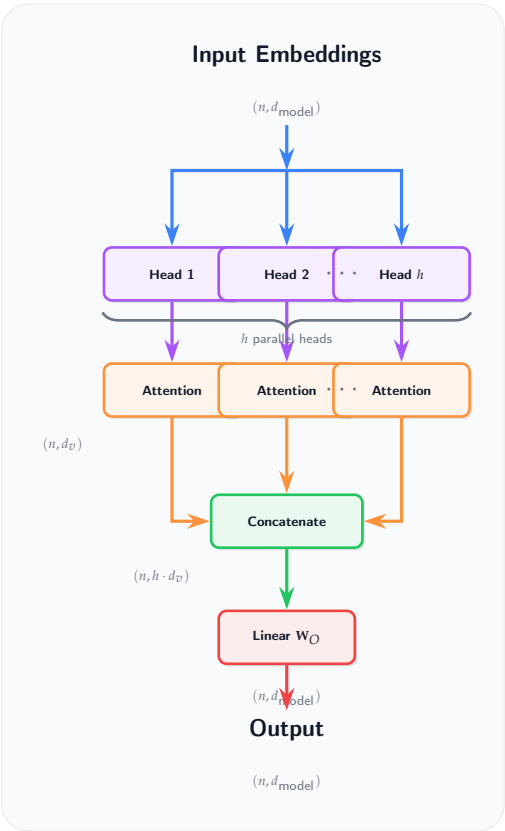 Input Embeddings
(n, d_model)
Head 1 Head 2 · · · Head h
h parallel heads
Attention Attention · · · Attention
(n, d_v)
Concatenate
(n, h · d_v)
Linear W_O
(n, d_model)
Output
(n, d_model)